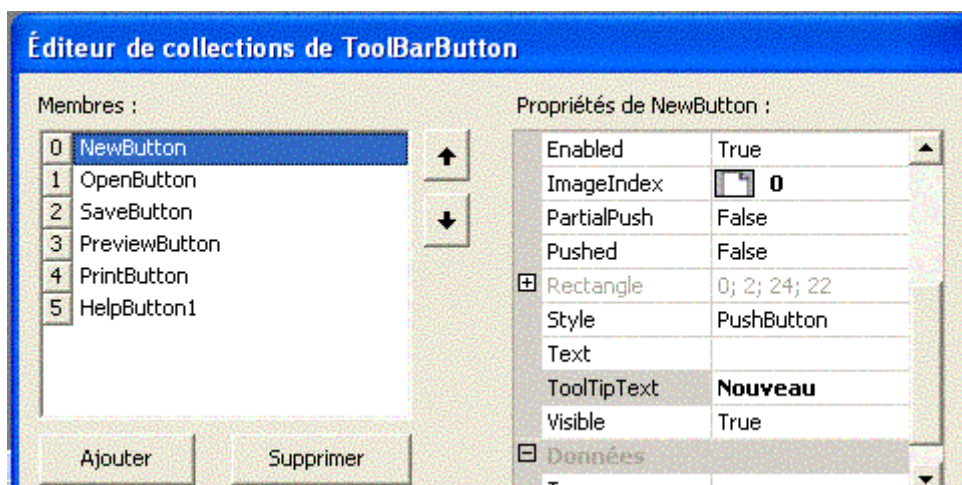 Éditeur de collections de ToolBarButton
Membres :
0 NewButton
1 OpenButton
2 SaveButton
3 PreviewButton
4 PrintButton
5 HelpButton1
Ajouter Supprimer
Propriétés de NewButton :
Enabled True
ImageIndex 0
PartialPush False
Pushed False
Rectangle 0; 2; 24; 22
Style PushButton
Text
ToolTipText Nouveau
Visible True
Données